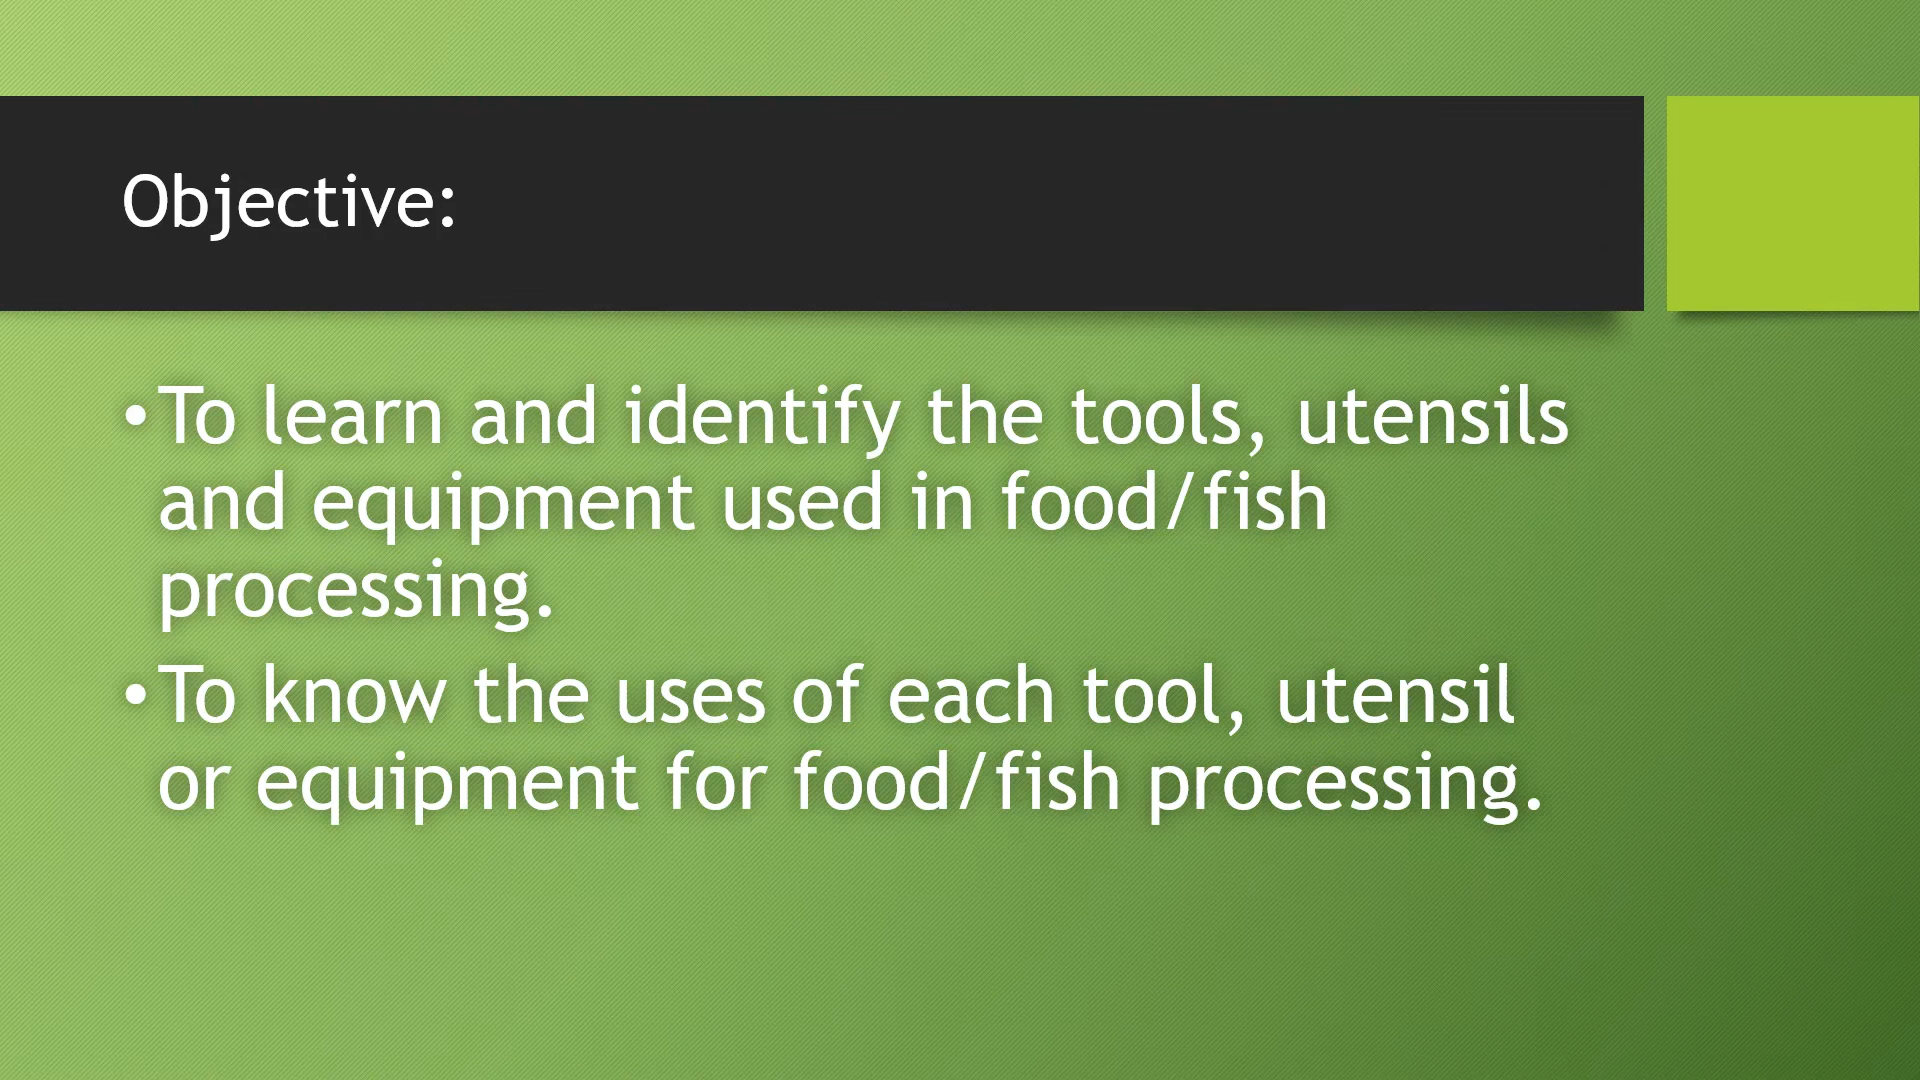 Objective:
•To learn and identify the tools, utensils
and equipment used in food/fish
processing.
•To know the uses of each tool, utensil
or equipment for food/fish processing.